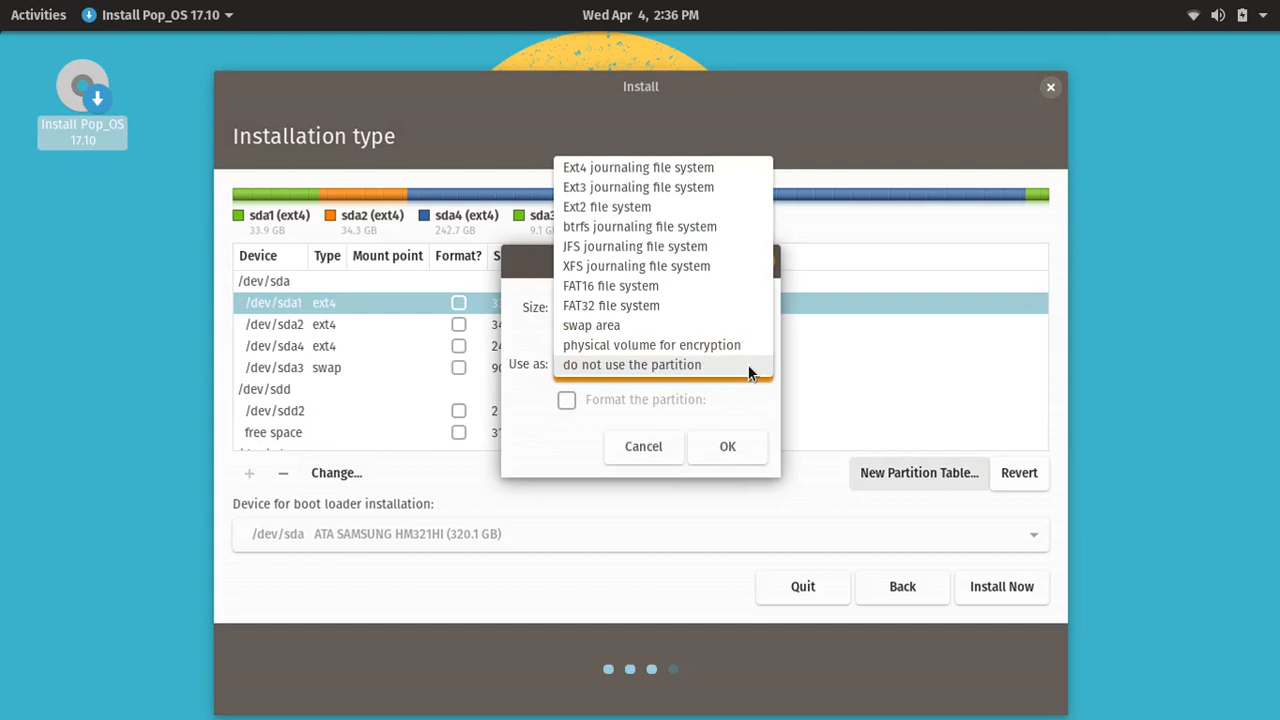 Activities Install Pop_OS 17.10 Wed Apr 4, 2:36 PM
Install Pop_OS
17.10
Install
Installation type
sda1 (ext4) sda2 (ext4) sda4 (ext4) sda3
33.9 GB 34.3 GB 242.7 GB 9.1 G
Device Type Mount point Format? S
/dev/sda
/dev/sda1 ext4
/dev/sda2 ext4
/dev/sda4 ext4
/dev/sda3 swap
/dev/sdd
/dev/sdd2
free space
Ext4 journaling file system
Ext3 journaling file system
Ext2 file system
btrfs journaling file system
JFS journaling file system
XFS journaling file system
FAT16 file system
FAT32 file system
swap area
physical volume for encryption
do not use the partition
Size:
Use as:
Format the partition:
Cancel OK
+ − Change... New Partition Table... Revert
Device for boot loader installation:
/dev/sda ATA SAMSUNG HM321HI (320.1 GB)
Quit Back Install Now